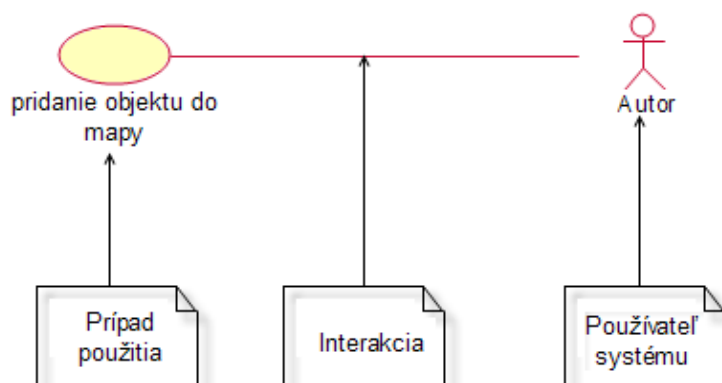 pridanie objektu do
mapy
Autor
Prípad
použitia
Interakcia
Používateľ
systému